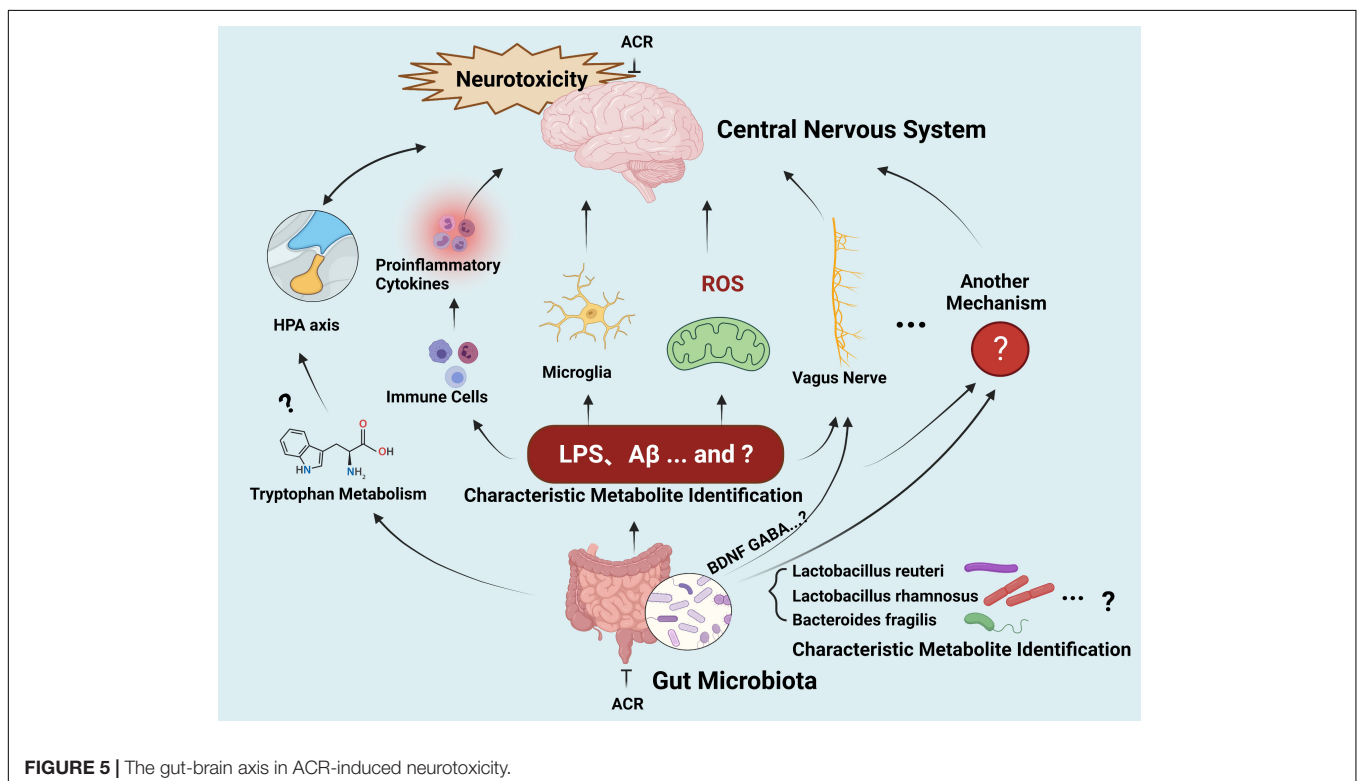 ACR
Neurotoxicity
Central Nervous System
Proinflammatory
Cytokines
ROS
Another
Mechanism
?
HPA axis
...
Microglia
Vagus Nerve
Immune Cells
?
O
OH
HN
NH₂
Tryptophan Metabolism
LPS、Aβ ... and ?
Characteristic Metabolite Identification
BDNF GABA...?
Lactobacillus reuteri
Lactobacillus rhamnosus
... ?
Bacteroides fragilis
Characteristic Metabolite Identification
Gut Microbiota
ACR
FIGURE 5 | The gut-brain axis in ACR-induced neurotoxicity.